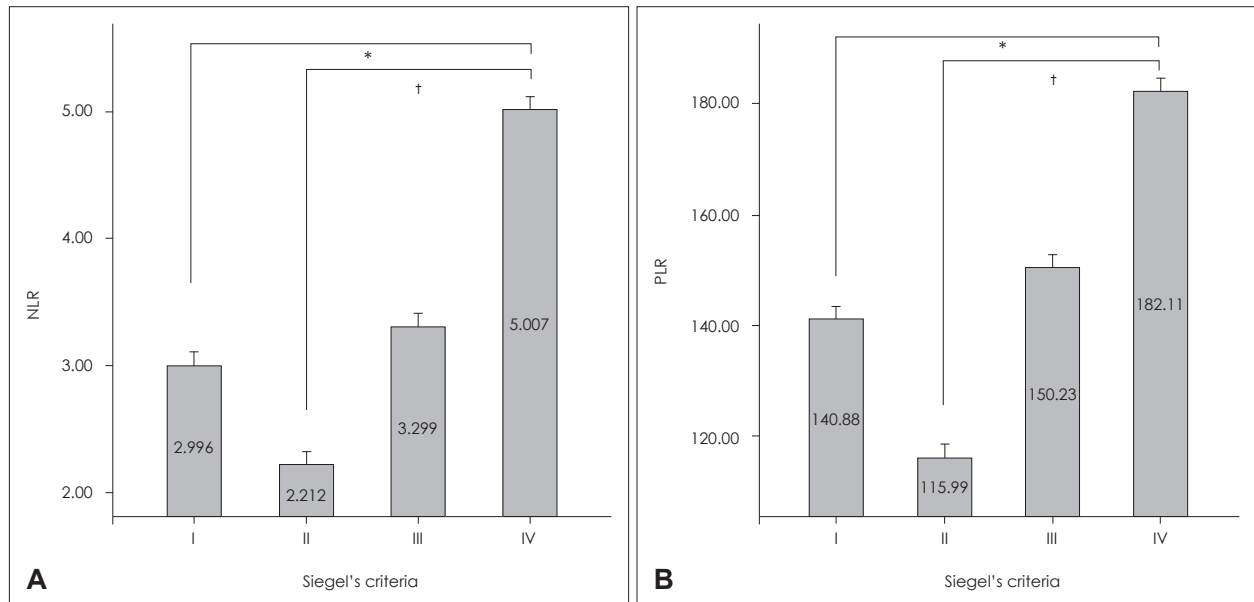 *
†
5.00
4.00
3.00
2.00
NLR
2.996
2.212
3.299
5.007
I II III IV
Siegel's criteria
A
*
†
180.00
160.00
140.00
120.00
PLR
140.88
115.99
150.23
182.11
I II III IV
Siegel's criteria
B